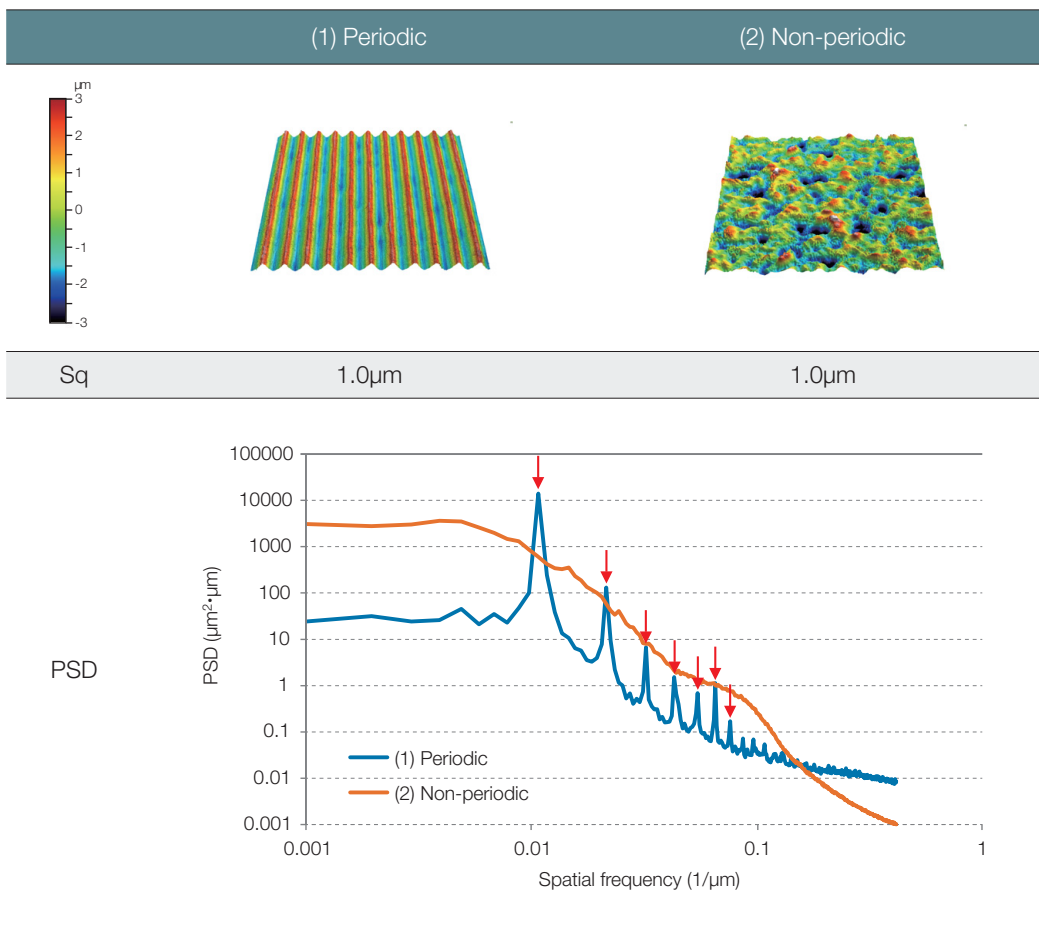 (1) Periodic (2) Non-periodic
µm
3
2
1
0
-1
-2
-3
Sq 1.0µm 1.0µm
PSD
PSD (µm²•µm)
100000
10000
1000
100
10
1
0.1
0.01
0.001
(1) Periodic
(2) Non-periodic
0.001 0.01 0.1 1
Spatial frequency (1/µm)